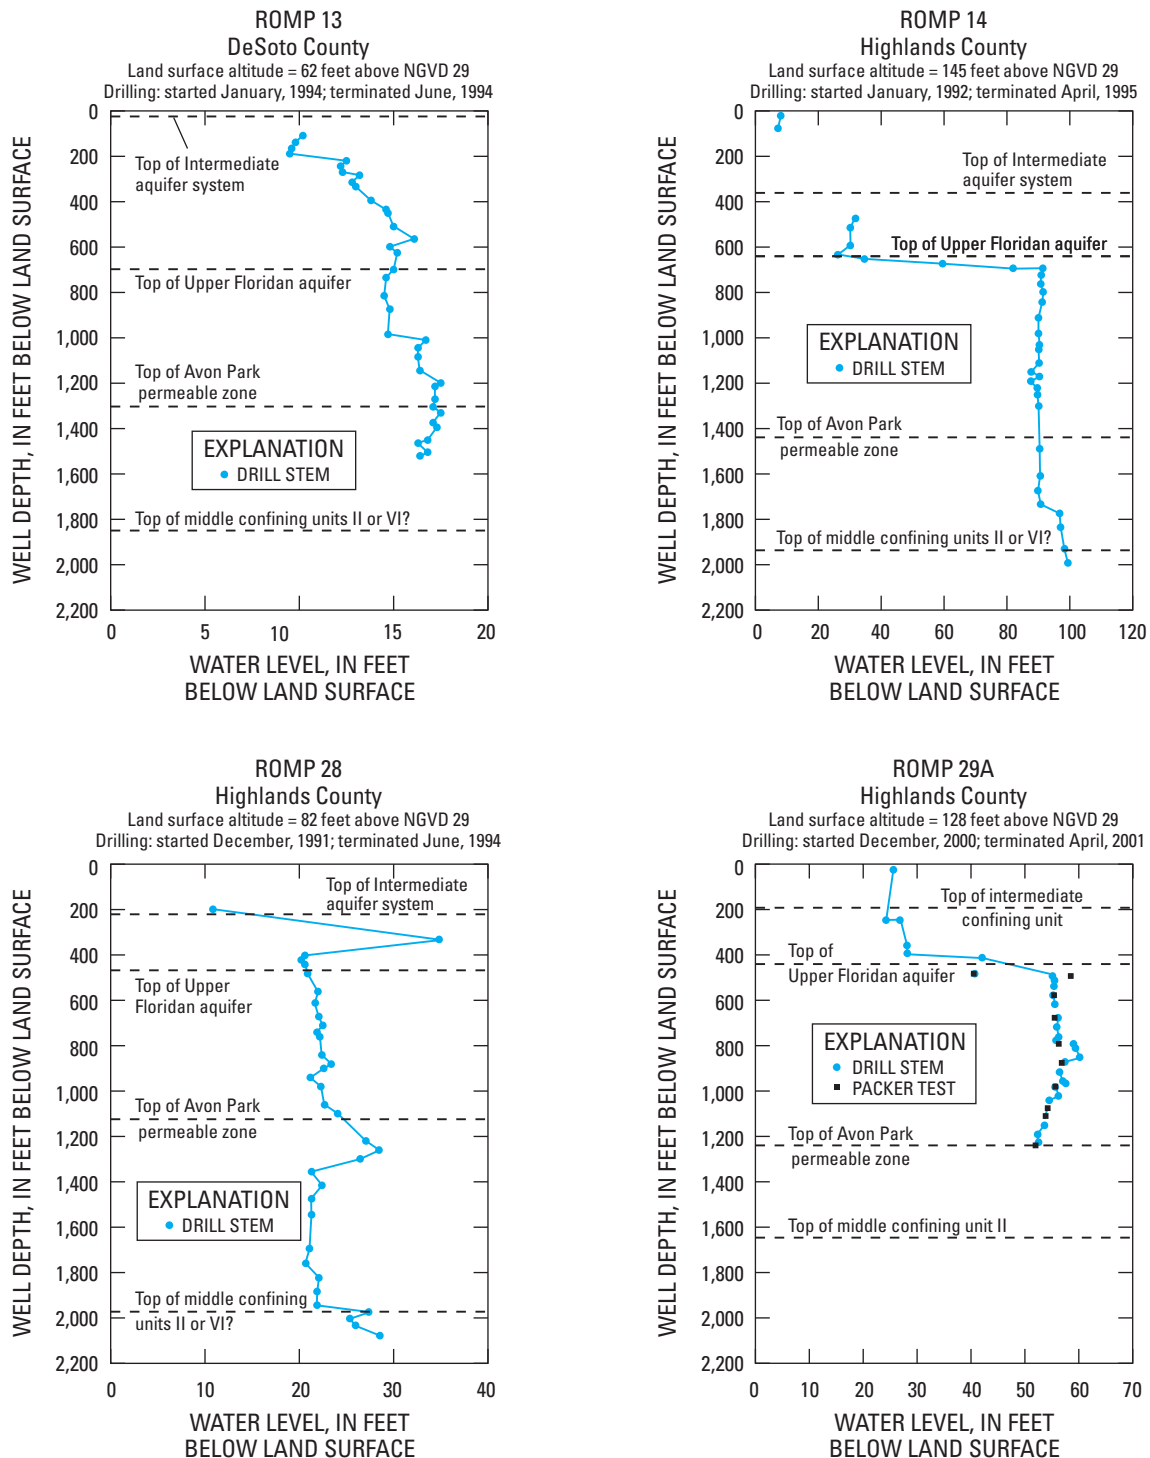 ROMP 13
DeSoto County
Land surface altitude = 62 feet above NGVD 29
Drilling: started January, 1994; terminated June, 1994
WELL DEPTH, IN FEET BELOW LAND SURFACE
0
200
400
600
800
1,000
1,200
1,400
1,600
1,800
2,000
2,200
Top of Intermediate
aquifer system
Top of Upper Floridan aquifer
Top of Avon Park
permeable zone
EXPLANATION
DRILL STEM
Top of middle confining units II or VI?
0 5 10 15 20
WATER LEVEL, IN FEET
BELOW LAND SURFACE
ROMP 14
Highlands County
Land surface altitude = 145 feet above NGVD 29
Drilling: started January, 1992; terminated April, 1995
WELL DEPTH, IN FEET BELOW LAND SURFACE
0
200
400
600
800
1,000
1,200
1,400
1,600
1,800
2,000
2,200
Top of Intermediate
aquifer system
Top of Upper Floridan aquifer
EXPLANATION
DRILL STEM
Top of Avon Park
permeable zone
Top of middle confining units II or VI?
0 20 40 60 80 100 120
WATER LEVEL, IN FEET
BELOW LAND SURFACE
ROMP 28
Highlands County
Land surface altitude = 82 feet above NGVD 29
Drilling: started December, 1991; terminated June, 1994
WELL DEPTH, IN FEET BELOW LAND SURFACE
0
200
400
600
800
1,000
1,200
1,400
1,600
1,800
2,000
2,200
Top of Intermediate
aquifer system
Top of Upper
Floridan aquifer
Top of Avon Park
permeable zone
EXPLANATION
DRILL STEM
Top of middle confining
units II or VI?
0 10 20 30 40
WATER LEVEL, IN FEET
BELOW LAND SURFACE
ROMP 29A
Highlands County
Land surface altitude = 128 feet above NGVD 29
Drilling: started December, 2000; terminated April, 2001
WELL DEPTH, IN FEET BELOW LAND SURFACE
0
200
400
600
800
1,000
1,200
1,400
1,600
1,800
2,000
2,200
Top of intermediate
confining unit
Top of
Upper Floridan aquifer
EXPLANATION
DRILL STEM
PACKER TEST
Top of Avon Park
permeable zone
Top of middle confining unit II
0 10 20 30 40 50 60 70
WATER LEVEL, IN FEET
BELOW LAND SURFACE